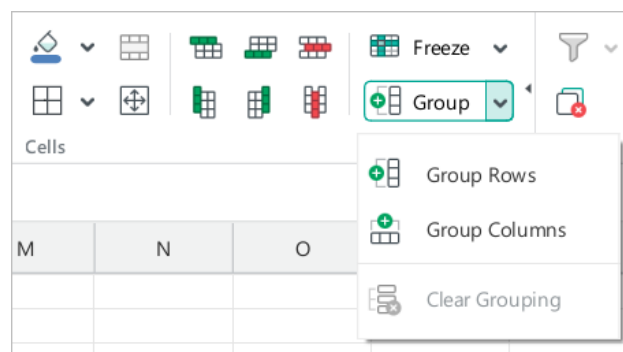 Freeze
Group
Cells
Group Rows
Group Columns
M N O
Clear Grouping